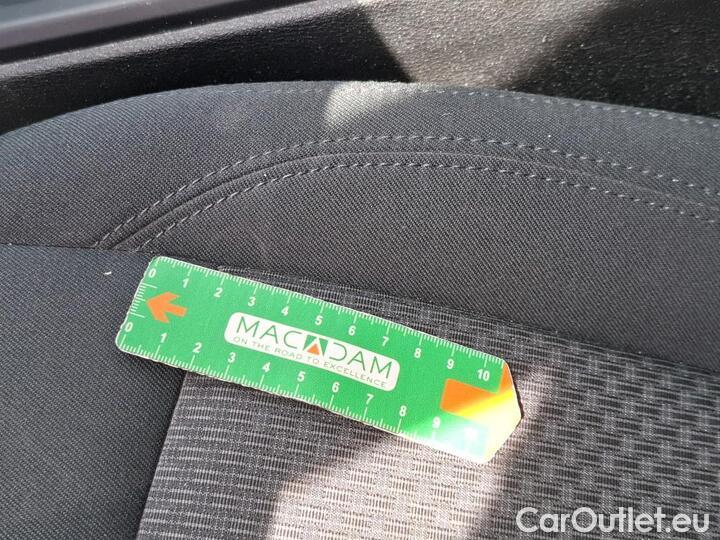 0 1 2 3 4 5 6 7 8 9 10
MACADAM
ON THE ROAD TO EXCELLENCE
0 1 2 3 4 5 6 7 8 9
CarOutlet.eu